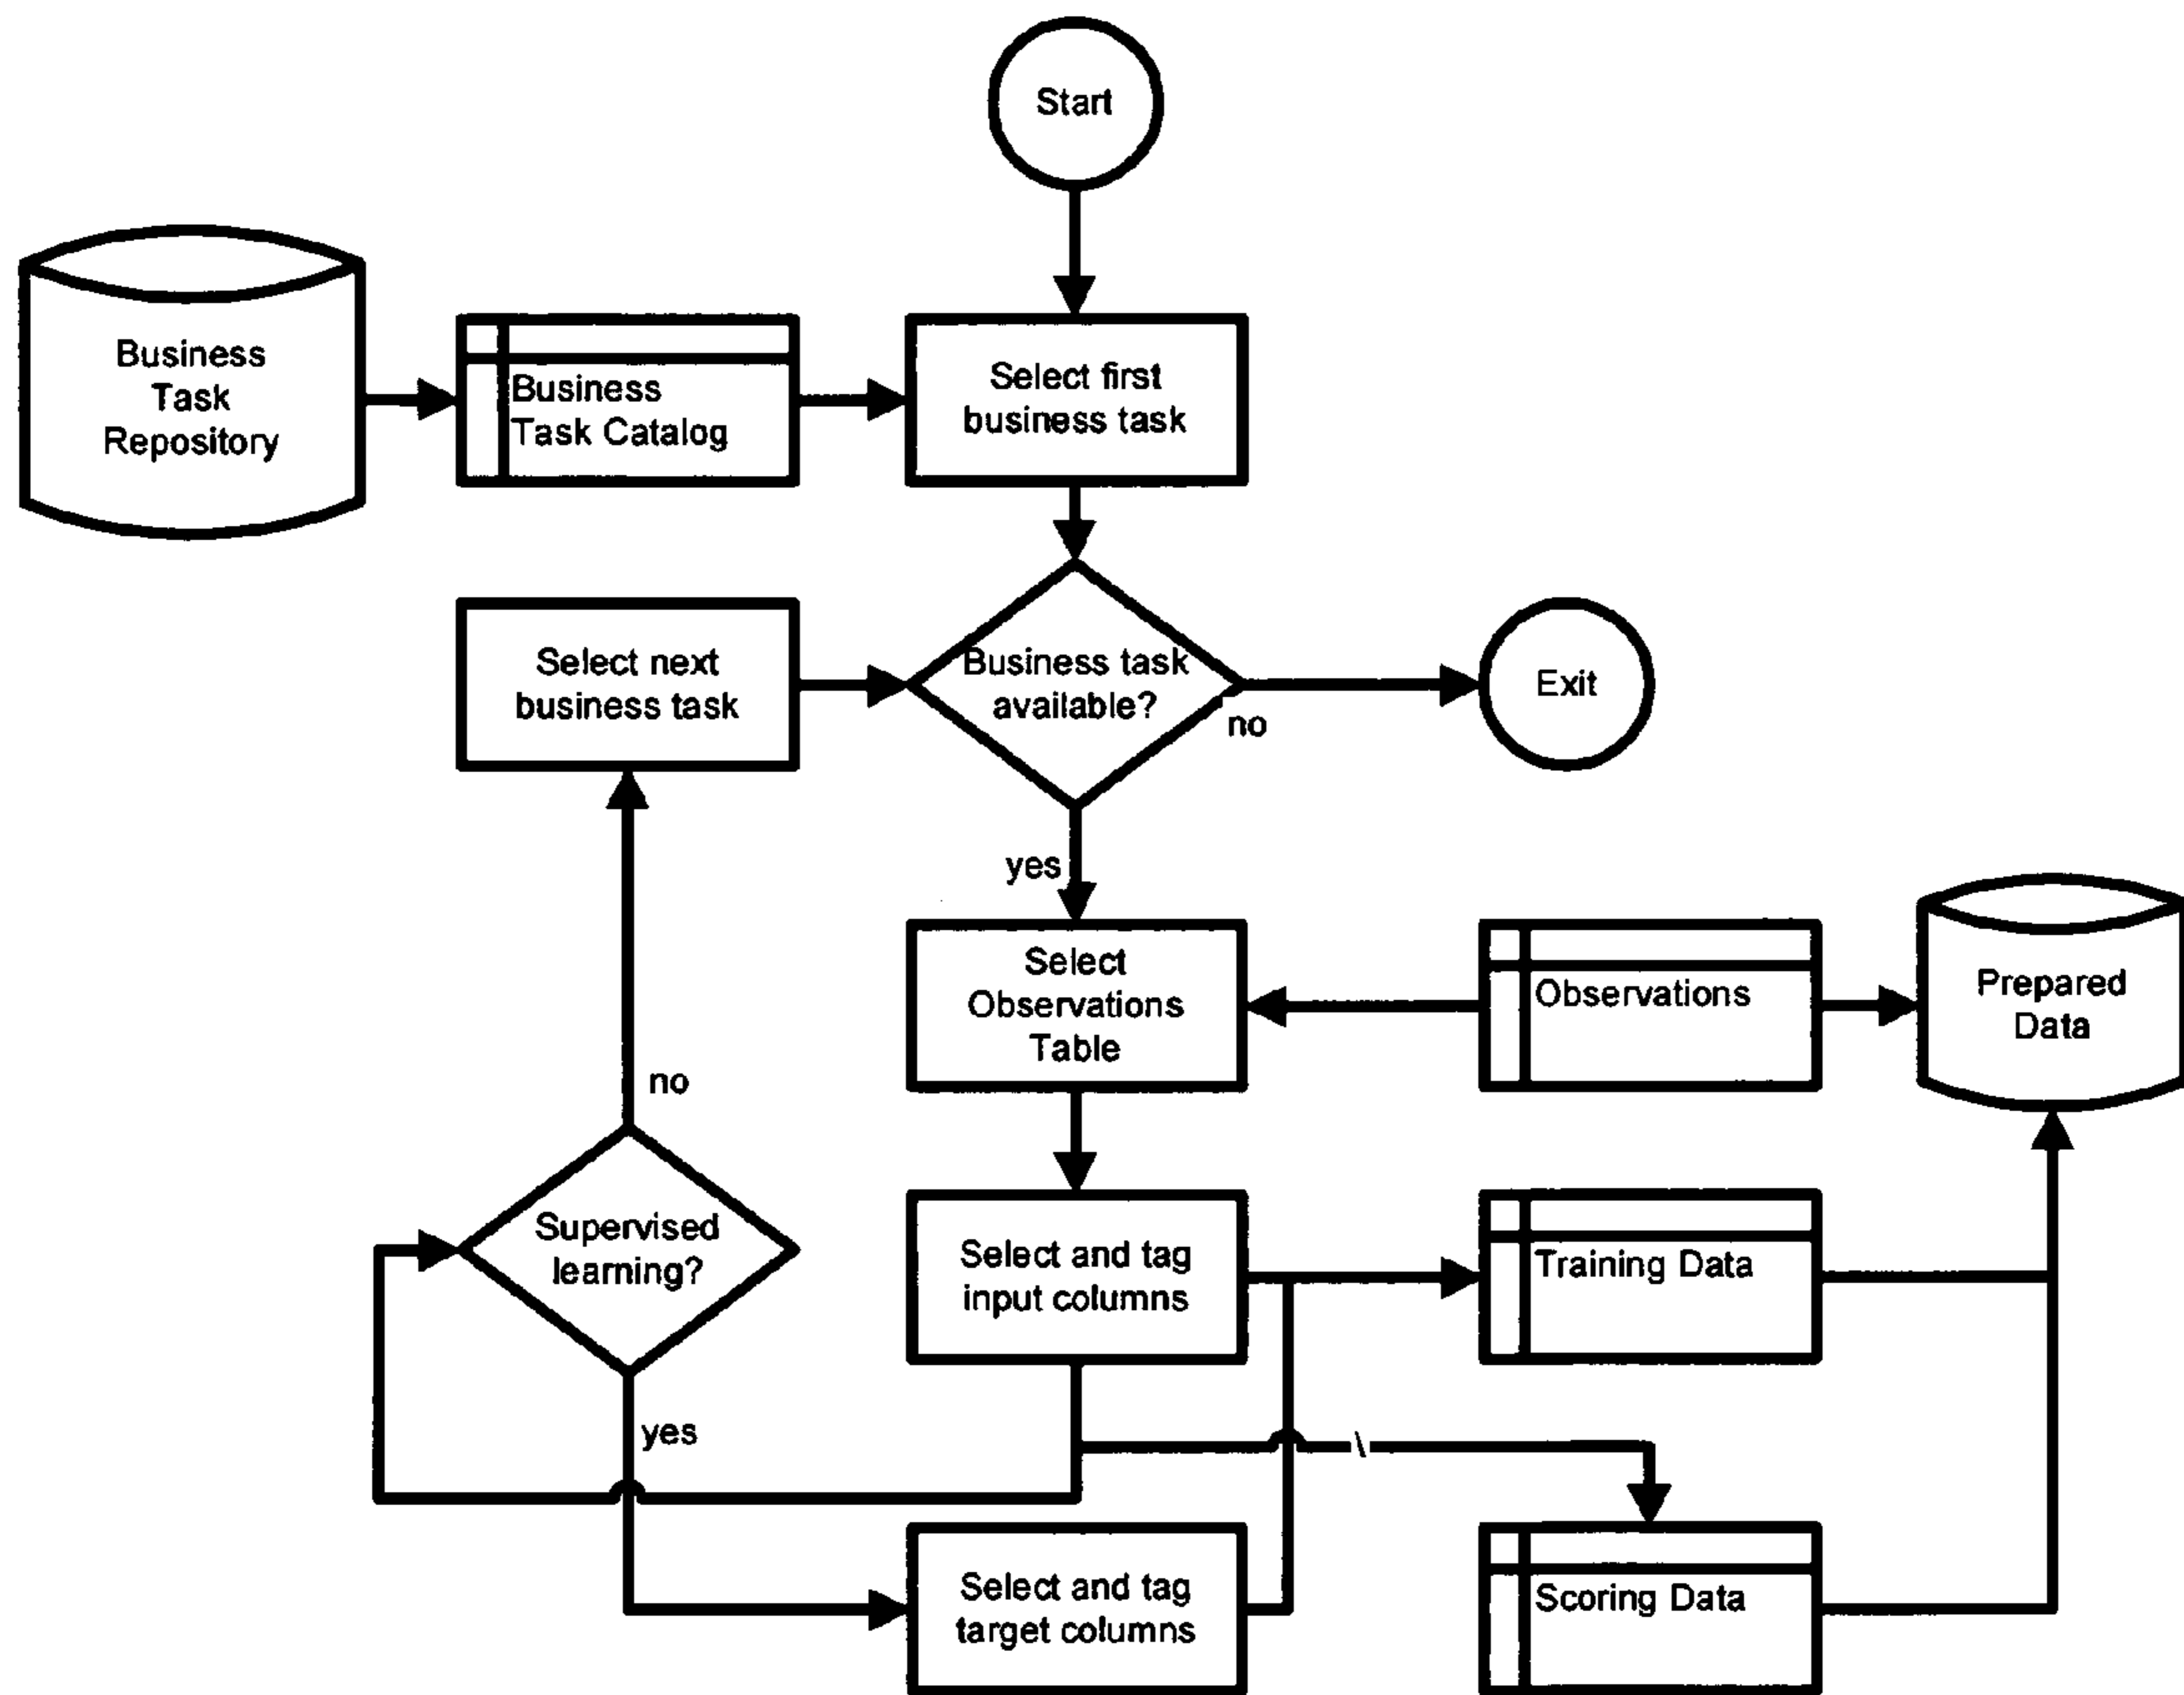 Start
Business
Task
Repository
Business
Task Catalog
Select first
business task
Select next
business task
Business task
available?
no
Exit
yes
Select
Observations
Table
Observations
Prepared
Data
no
Supervised
learning?
Select and tag
input columns
Training Data
yes
Select and tag
target columns
Scoring Data